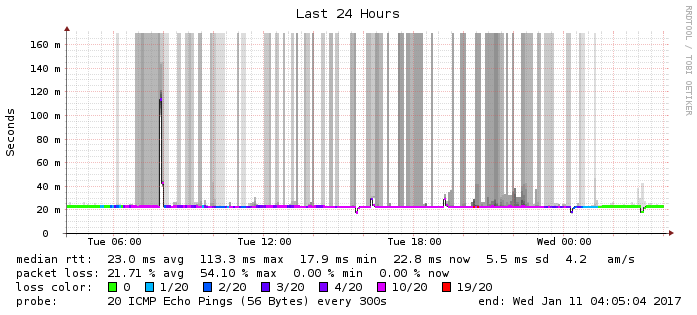 Last 24 Hours
RRDTOOL / TOBI OETIKER
Seconds
160 m
140 m
120 m
100 m
80 m
60 m
40 m
20 m
0
Tue 06:00 Tue 12:00 Tue 18:00 Wed 00:00
median rtt: 23.0 ms avg 113.3 ms max 17.9 ms min 22.8 ms now 5.5 ms sd 4.2 am/s
packet loss: 21.71 % avg 54.10 % max 0.00 % min 0.00 % now
loss color: 0 1/20 2/20 3/20 4/20 10/20 19/20
probe: 20 ICMP Echo Pings (56 Bytes) every 300s end: Wed Jan 11 04:05:04 2017